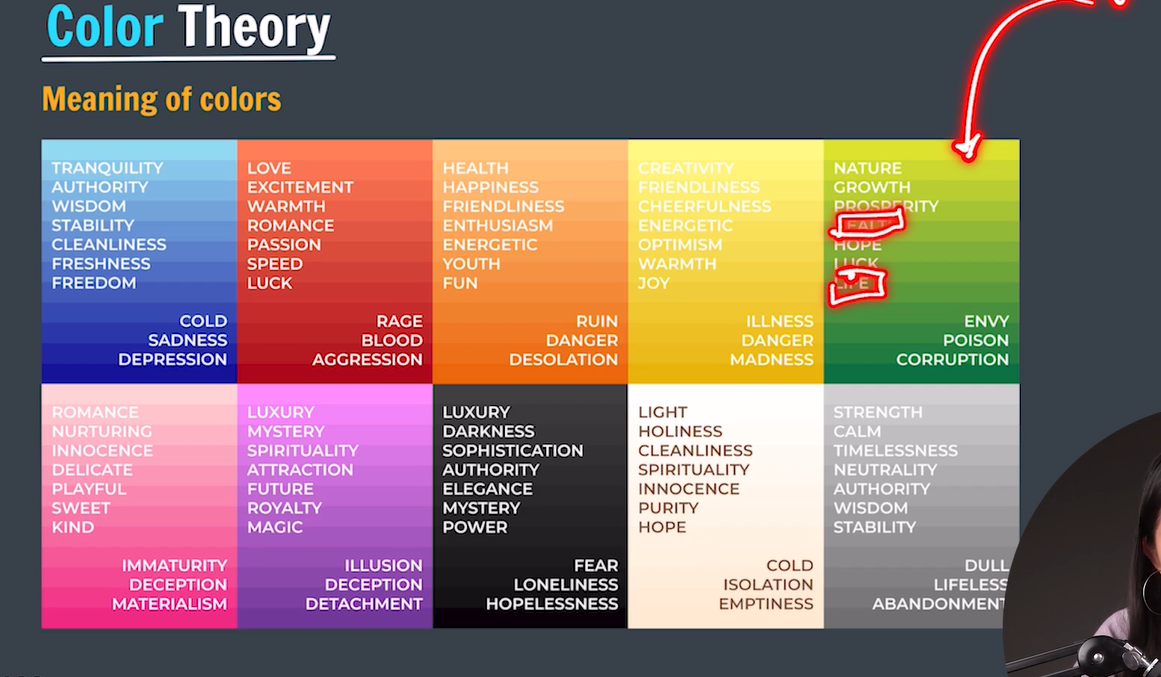 Color Theory
Meaning of colors
TRANQUILITY
AUTHORITY
WISDOM
STABILITY
CLEANLINESS
FRESHNESS
FREEDOM
COLD
SADNESS
DEPRESSION
LOVE
EXCITEMENT
WARMTH
ROMANCE
PASSION
SPEED
LUCK
RAGE
BLOOD
AGGRESSION
HEALTH
HAPPINESS
FRIENDLINESS
ENTHUSIASM
ENERGETIC
YOUTH
FUN
RUIN
DANGER
DESOLATION
CREATIVITY
FRIENDLINESS
CHEERFULNESS
ENERGETIC
OPTIMISM
WARMTH
JOY
ILLNESS
DANGER
MADNESS
NATURE
GROWTH
PROSPERITY
HOPE
LUCK
LIFE
ENVY
POISON
CORRUPTION
ROMANCE
NURTURING
INNOCENCE
DELICATE
PLAYFUL
SWEET
KIND
IMMATURITY
DECEPTION
MATERIALISM
LUXURY
MYSTERY
SPIRITUALITY
ATTRACTION
FUTURE
ROYALTY
MAGIC
ILLUSION
DECEPTION
DETACHMENT
LUXURY
DARKNESS
SOPHISTICATION
AUTHORITY
ELEGANCE
MYSTERY
POWER
FEAR
LONELINESS
HOPELESSNESS
LIGHT
HOLINESS
CLEANLINESS
SPIRITUALITY
INNOCENCE
PURITY
HOPE
COLD
ISOLATION
EMPTINESS
STRENGTH
CALM
TIMELESSNESS
NEUTRALITY
AUTHORITY
WISDOM
STABILITY
DULL
LIFELESS
ABANDONMENT